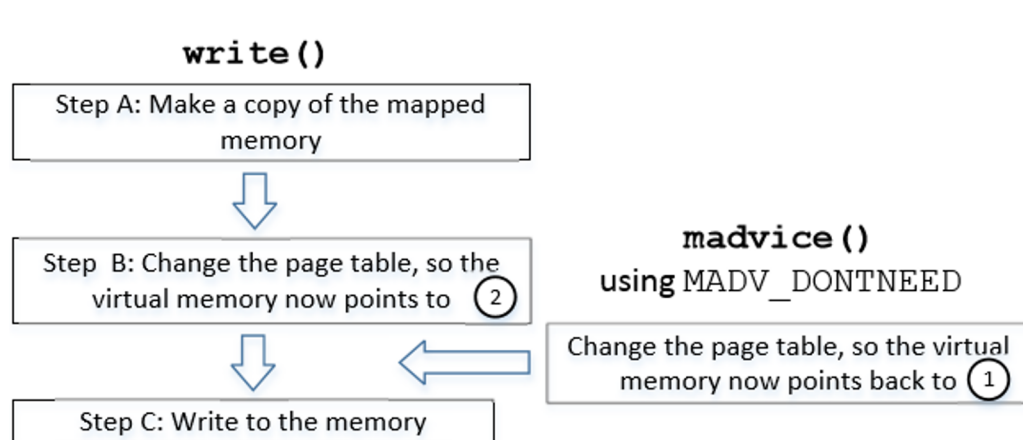 write()
Step A: Make a copy of the mapped
memory
Step B: Change the page table, so the
virtual memory now points to 2
madvice()
using MADV_DONTNEED
Change the page table, so the virtual
memory now points back to 1
Step C: Write to the memory